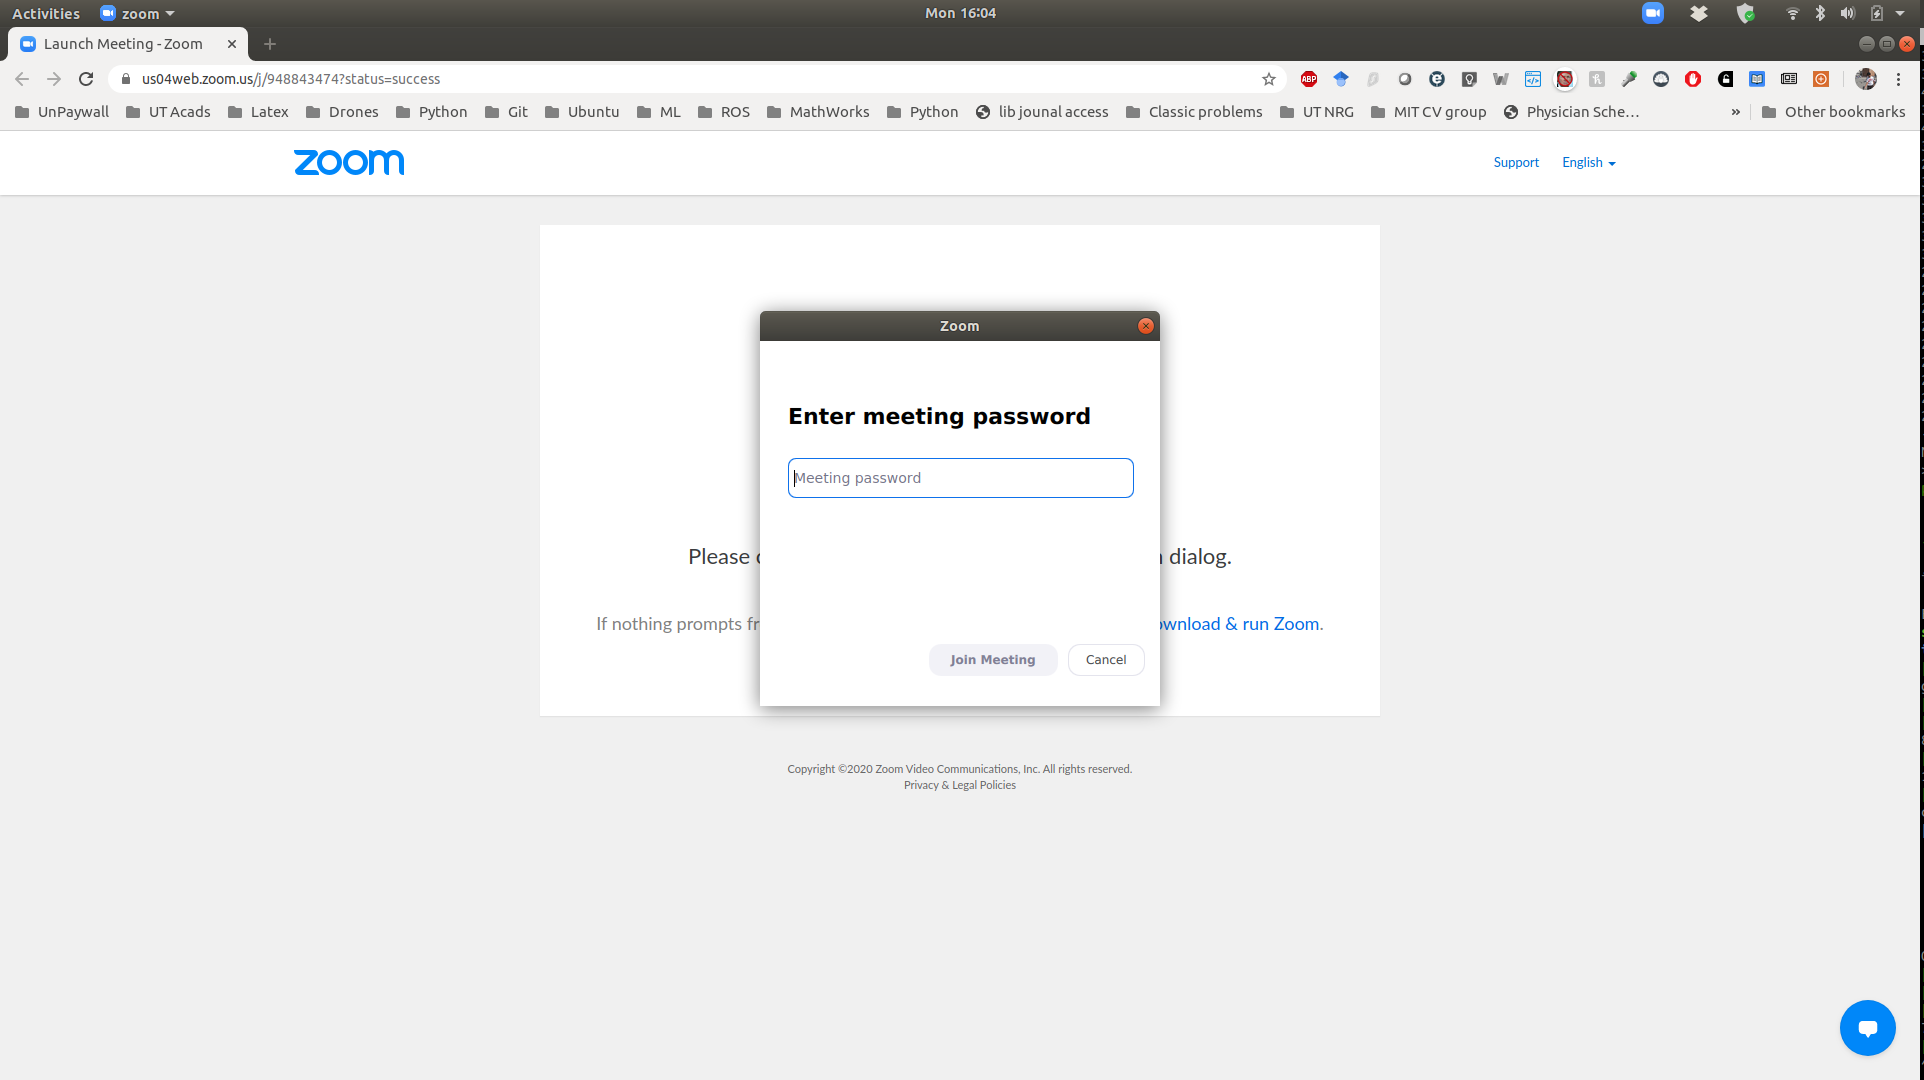 Activities zoom Mon 16:04
Launch Meeting - Zoom
us04web.zoom.us/j/948843474?status=success ABP
UnPaywall UT Acads Latex Drones Python Git Ubuntu ML ROS MathWorks Python lib jounal access Classic problems UT NRG MIT CV group Physician Sche... » Other bookmarks
zoom Support English
Zoom
Enter meeting password
Meeting password
Please dialog.
If nothing prompts wnload & run Zoom.
Join Meeting Cancel
Copyright ©2020 Zoom Video Communications, Inc. All rights reserved.
Privacy & Legal Policies